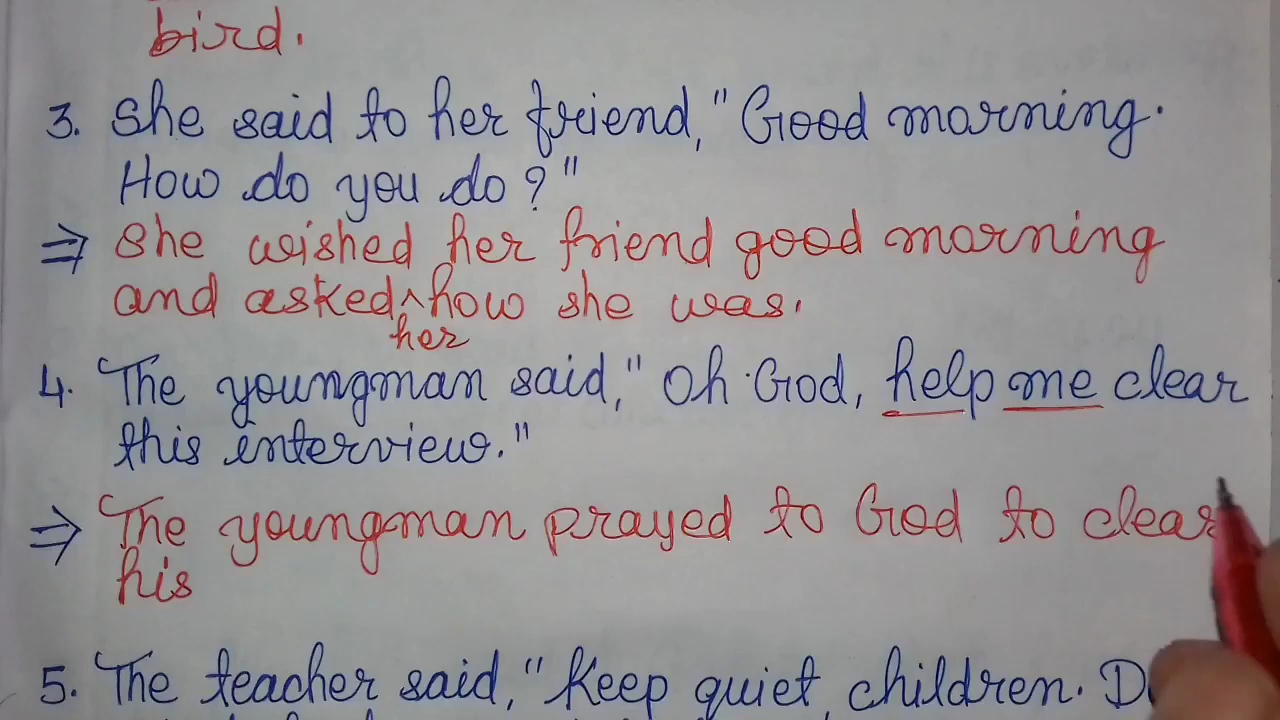 bird.
3. She said to her friend, "Good morning.
How do you do?"
⇒ She wished her friend good morning
and asked ^ how she was.
her
4. The youngman said, "Oh God, help me clear
this interview."
⇒ The youngman prayed to God to clear
his
5. The teacher said, "Keep quiet, children.